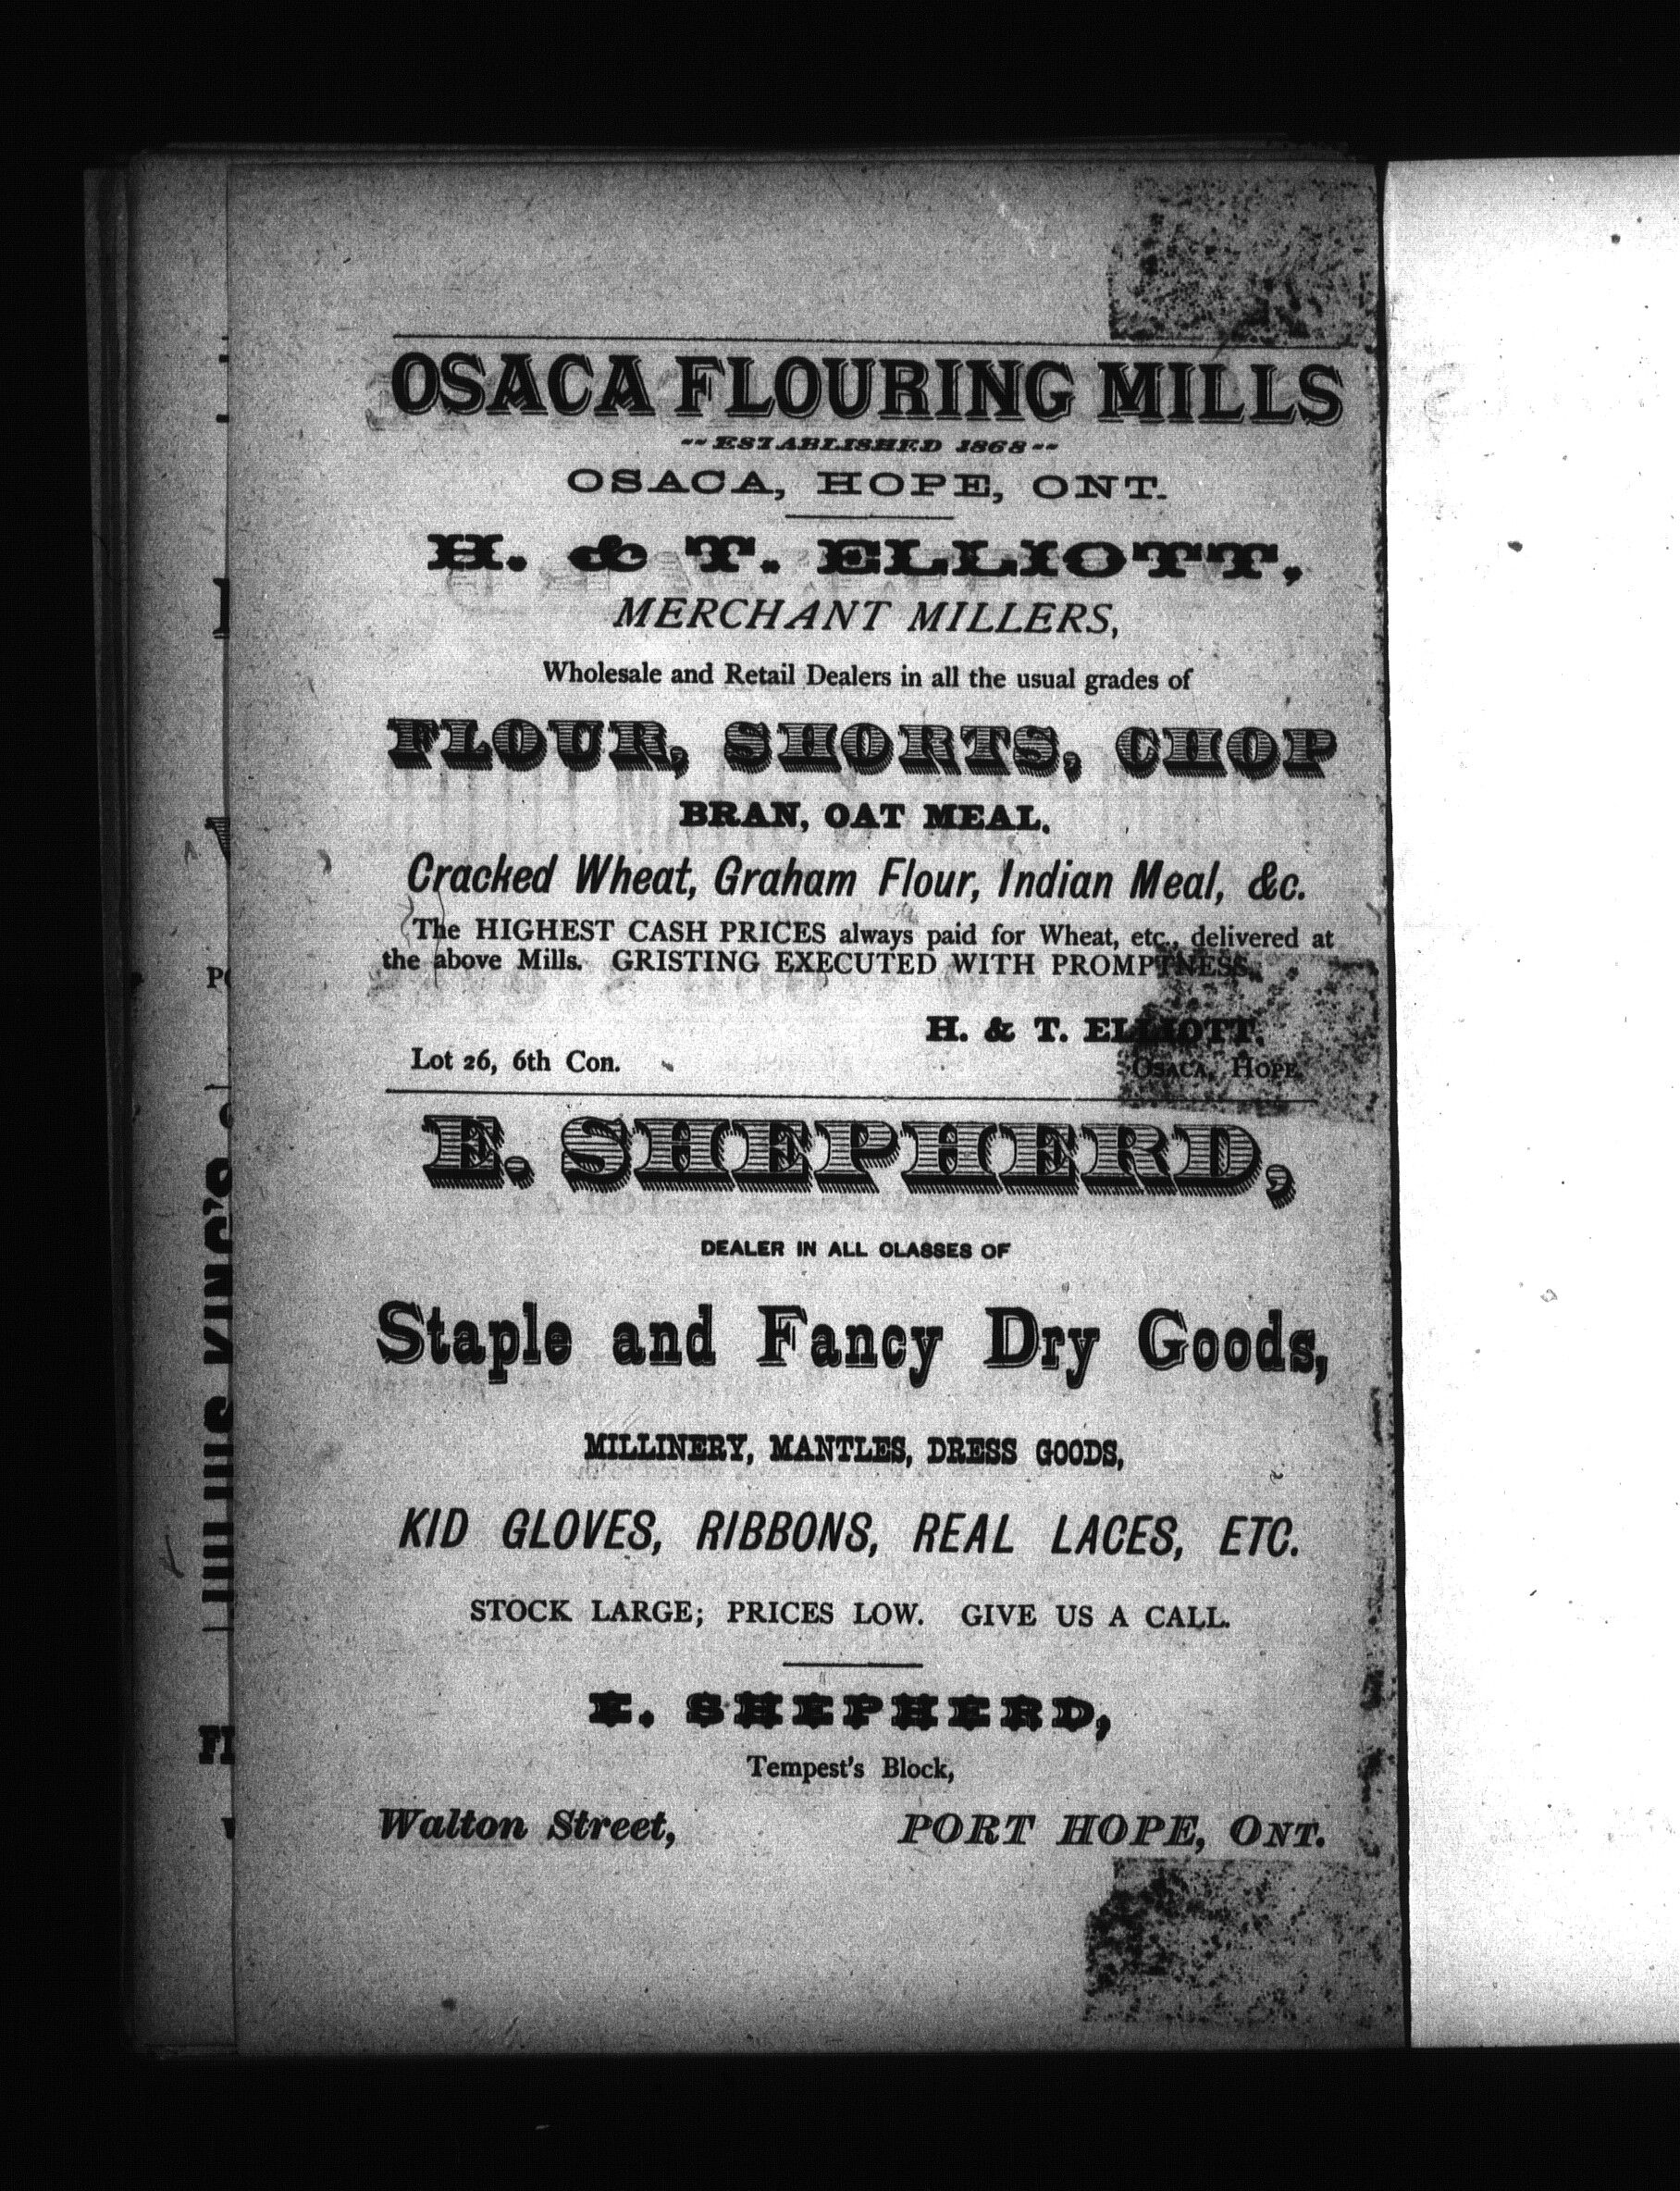 OSACA FLOURING MILLS
~~ESTABLISHED 1868~~
OSACA, HOPE, ONT.
H. & T. ELLIOTT,
MERCHANT MILLERS,
Wholesale and Retail Dealers in all the usual grades of
FLOUR, SHORTS, CHOP
BRAN, OAT MEAL.
Cracked Wheat, Graham Flour, Indian Meal, &c.
The HIGHEST CASH PRICES always paid for Wheat, etc., delivered at
the above Mills. GRISTING EXECUTED WITH PROMPTNESS.
H. & T. ELLIOTT.
Lot 26, 6th Con. OSACA, HOPE.
E. SHEPHERD,
DEALER IN ALL CLASSES OF
Staple and Fancy Dry Goods,
MILLINERY, MANTLES, DRESS GOODS,
KID GLOVES, RIBBONS, REAL LACES, ETC.
STOCK LARGE; PRICES LOW. GIVE US A CALL.
E. SHEPHERD,
Tempest's Block,
Walton Street, PORT HOPE, ONT.